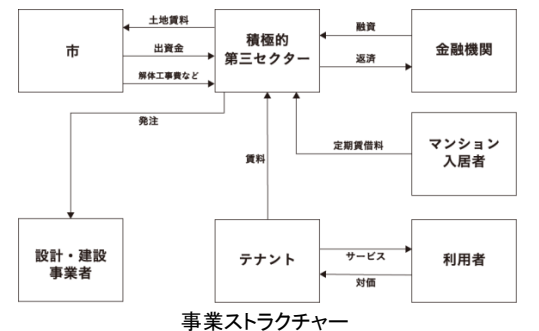 市
土地賃料
出資金
解体工事費など
積極的
第三セクター
融資
返済
金融機関
発注
賃料
定期賃借料
マンション
入居者
設計・建設
事業者
テナント
サービス
対価
利用者
事業ストラクチャー